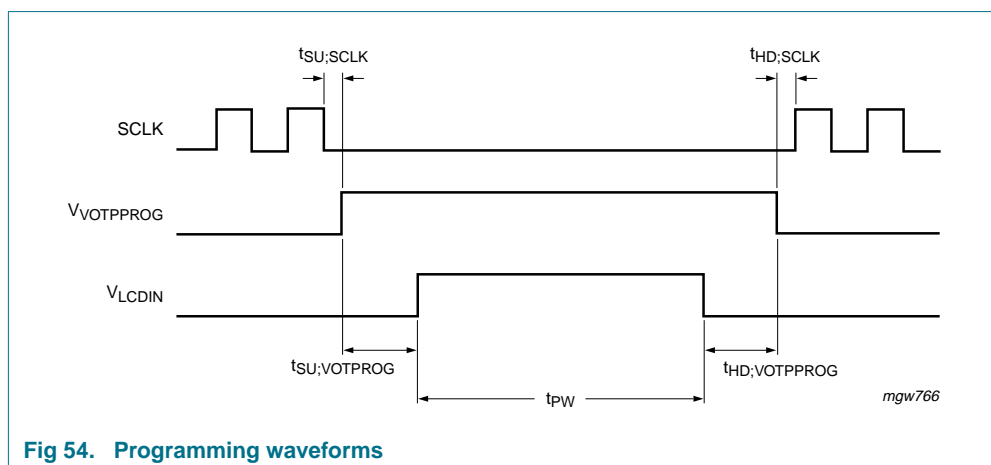 tSU;SCLK
tHD;SCLK
SCLK
VVOTPPROG
VLCDIN
tSU;VOTPROG
tHD;VOTPPROG
tPW
mgw766
Fig 54. Programming waveforms